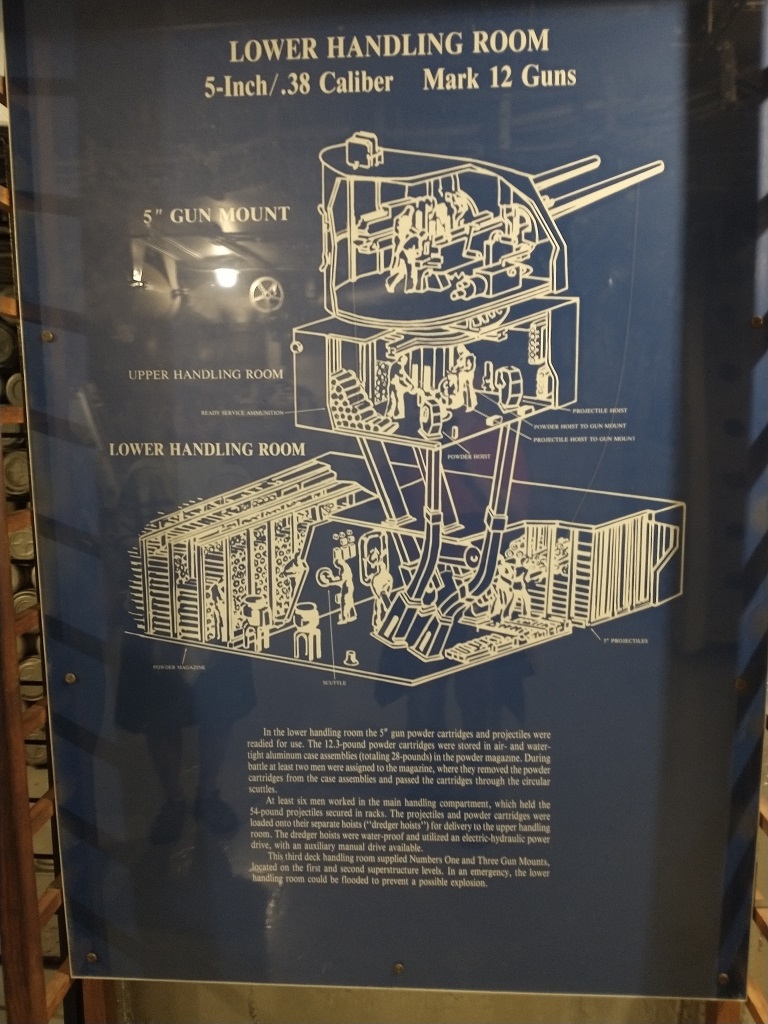 LOWER HANDLING ROOM
5-Inch/.38 Caliber Mark 12 Guns
5" GUN MOUNT
UPPER HANDLING ROOM
READY SERVICE AMMUNITION
PROJECTILE HOIST
POWDER HOIST TO GUN MOUNT
PROJECTILE HOIST TO GUN MOUNT
POWDER HOIST
LOWER HANDLING ROOM
5" PROJECTILES
POWDER MAGAZINE
SCUTTLE
In the lower handling room the 5" gun powder cartridges and projectiles were
readied for use. The 12.3-pound powder cartridges were stored in air- and water-
tight aluminum case assemblies (totaling 28-pounds) in the powder magazine. During
battle at least two men were assigned to the magazine, where they removed the powder
cartridges from the case assemblies and passed the cartridges through the circular
scuttles.
At least six men worked in the main handling compartment, which held the
54-pound projectiles secured in racks. The projectiles and powder cartridges were
loaded onto their separate hoists ("dredger hoists") for delivery to the upper handling
room. The dredger hoists were water-proof and utilized an electric-hydraulic power
drive, with an auxiliary manual drive available.
This third deck handling room supplied Numbers One and Three Gun Mounts,
located on the first and second superstructure levels. In an emergency, the lower
handling room could be flooded to prevent a possible explosion.